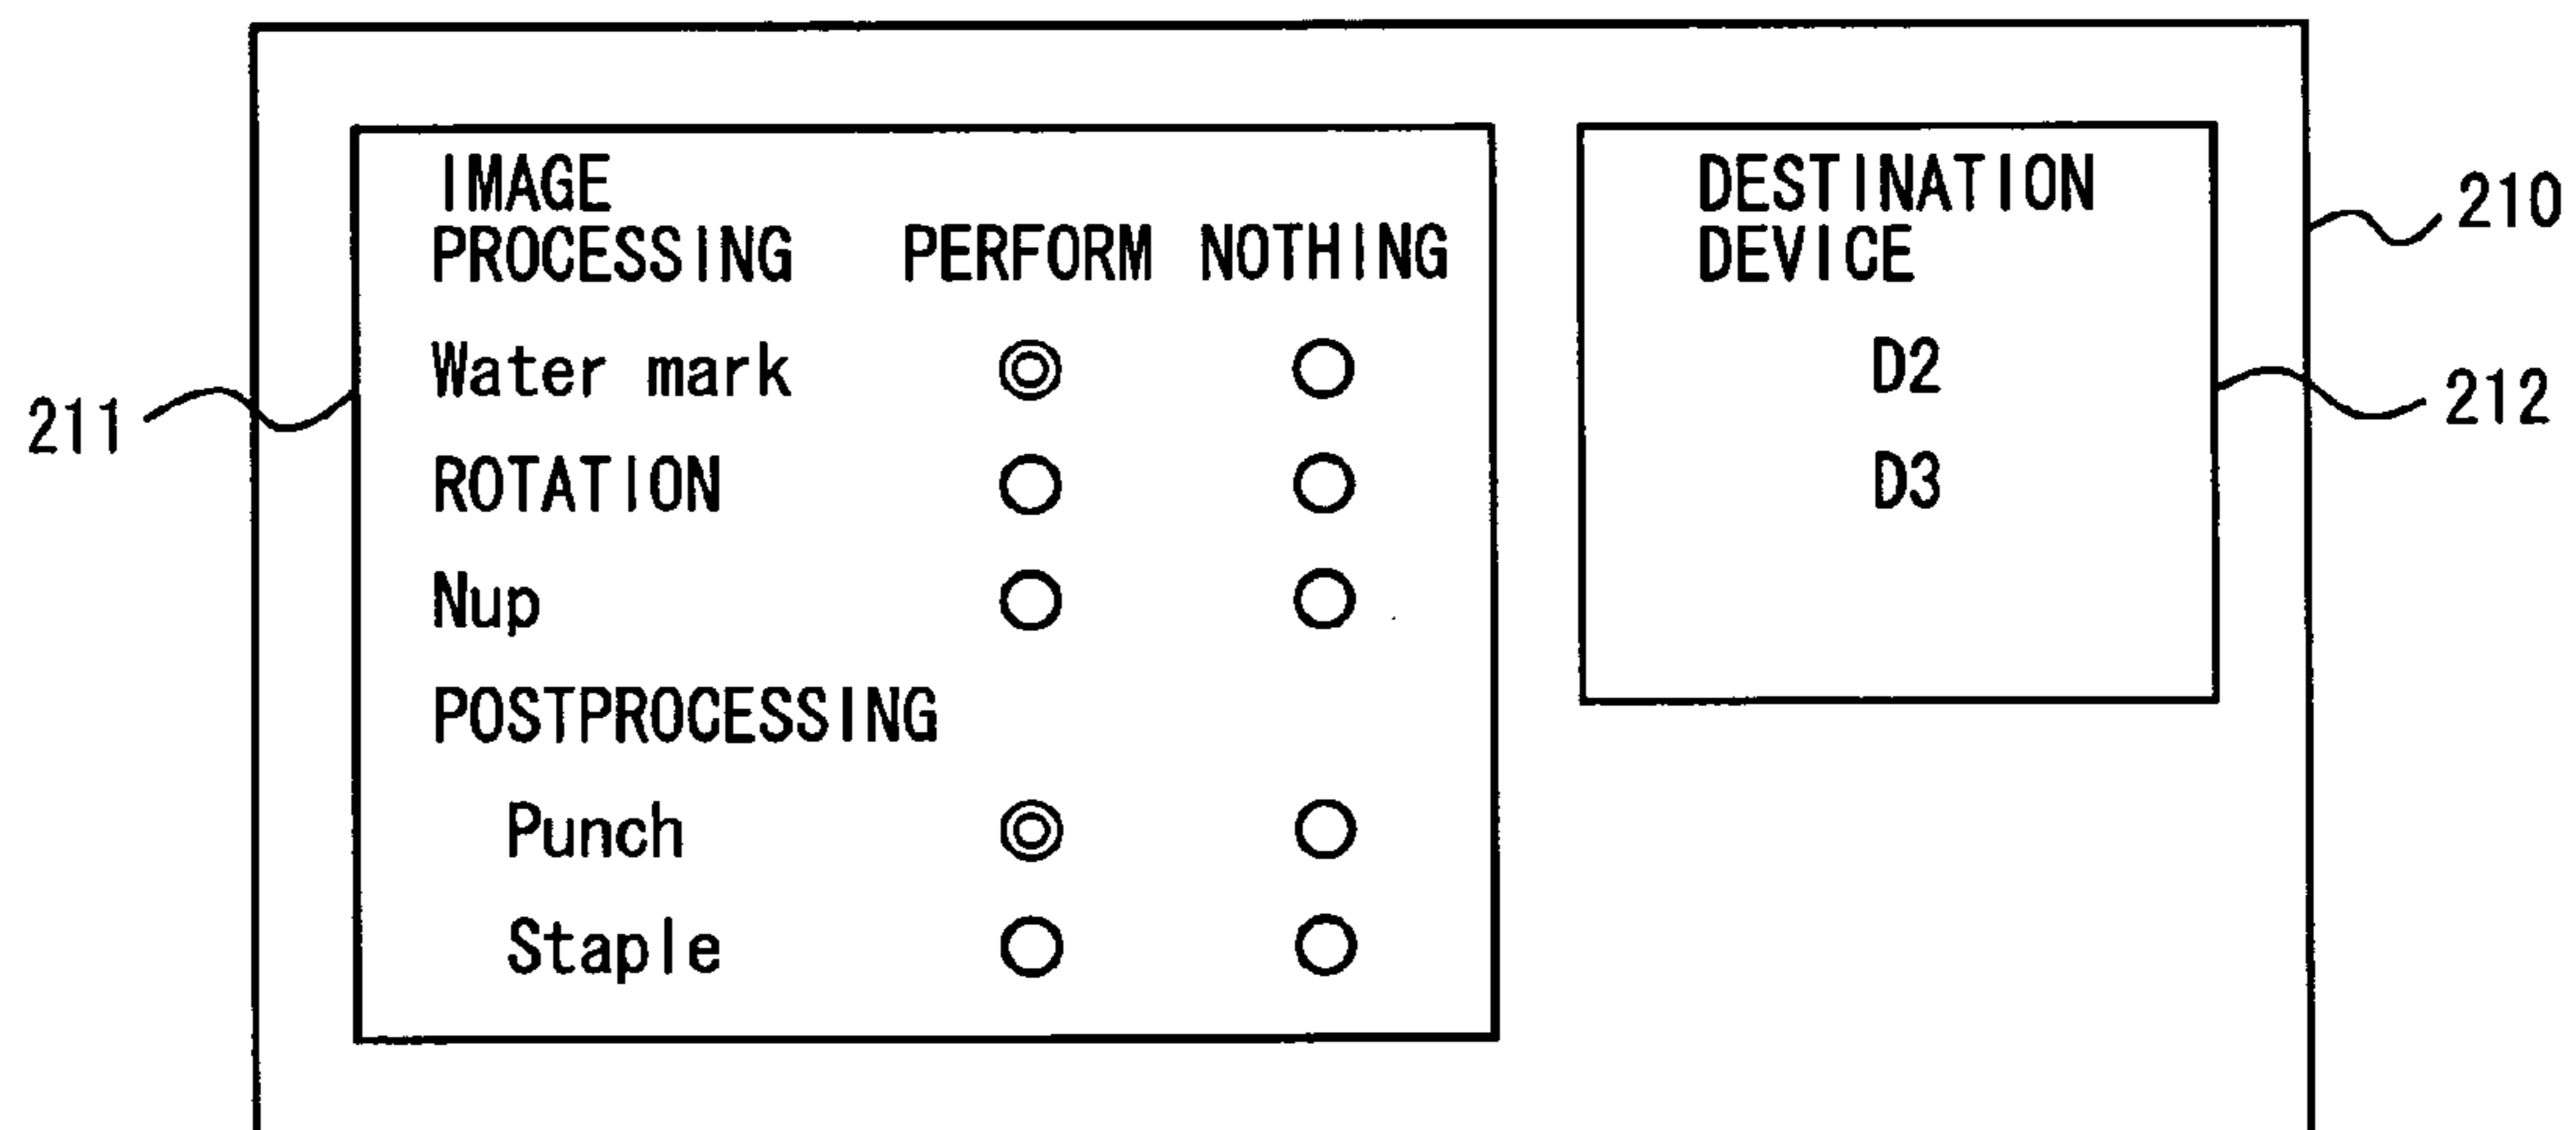 IMAGE
PROCESSING PERFORM NOTHING
Water mark
ROTATION
Nup
POSTPROCESSING
Punch
Staple
DESTINATION
DEVICE
D2
D3
210
211
212